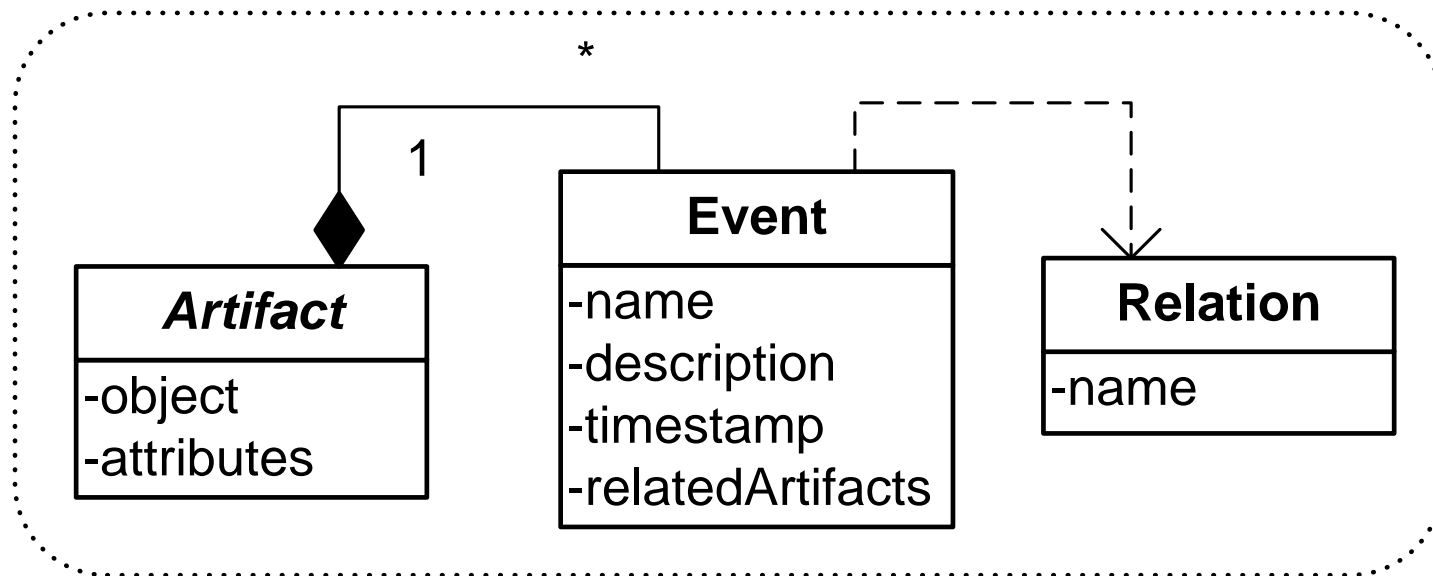 *
1
Artifact
-object
-attributes
Event
-name
-description
-timestamp
-relatedArtifacts
Relation
-name